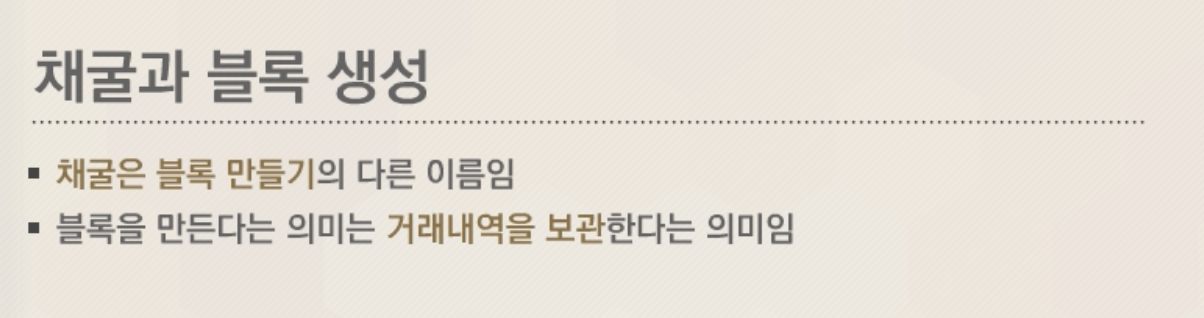 채굴과 블록 생성
▪ 채굴은 블록 만들기의 다른 이름임
▪ 블록을 만든다는 의미는 거래내역을 보관한다는 의미임